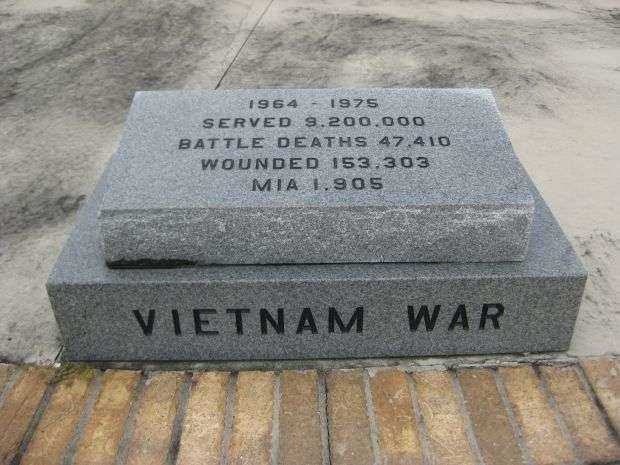 1964 - 1975
SERVED 9.200.000
BATTLE DEATHS 47.410
WOUNDED 153.303
MIA 1.905
VIETNAM WAR